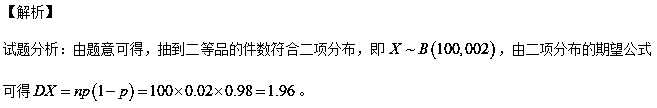 【解析】
试题分析：由题意可得，抽到二等品的件数符合二项分布，即 X ~ B(100,002)，由二项分布的期望公式
可得 DX = np(1−p) = 100×0.02×0.98 = 1.96 。